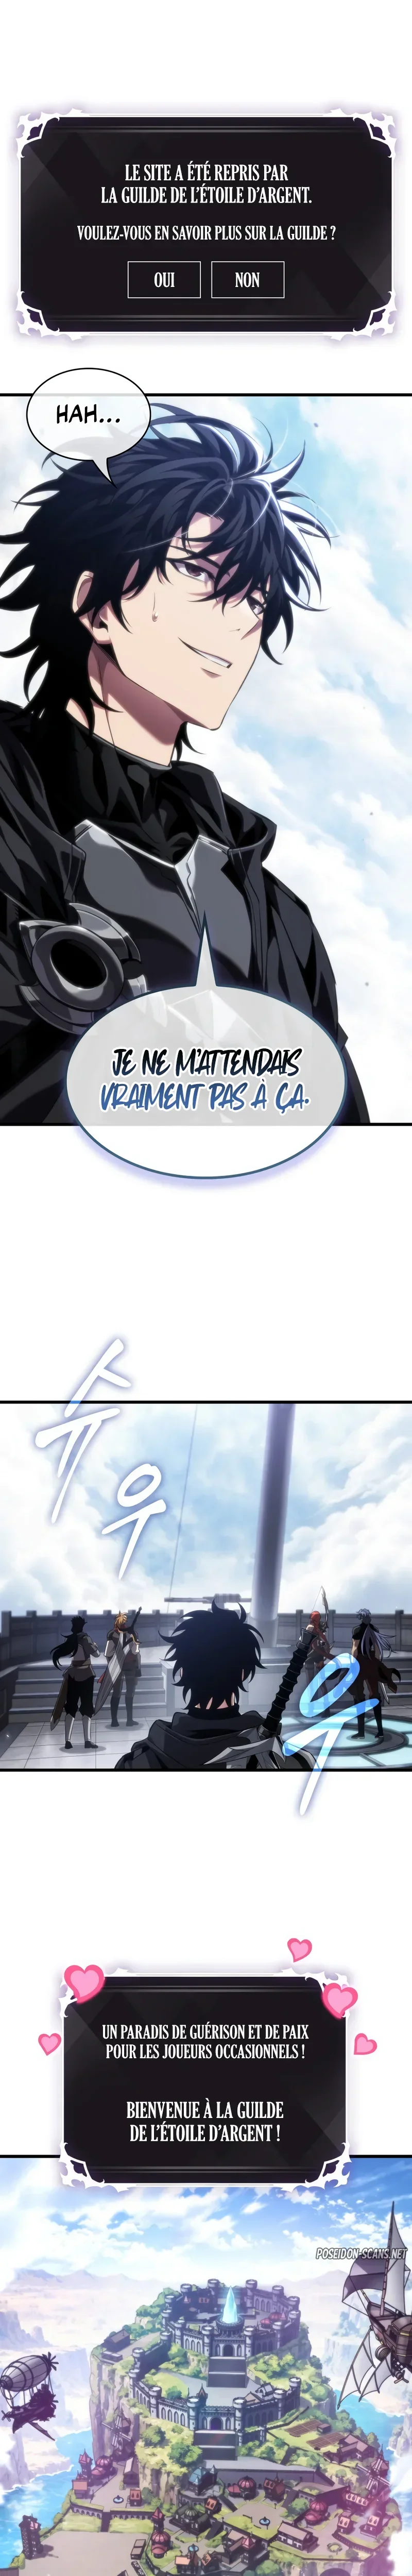 LE SITE A ÉTÉ REPRIS PAR
LA GUILDE DE L'ÉTOILE D'ARGENT.
VOULEZ-VOUS EN SAVOIR PLUS SUR LA GUILDE ?
OUI
NON
HAH...
JE NE M'ATTENDAIS
VRAIMENT PAS À ÇA.
슈
우
우
UN PARADIS DE GUÉRISON ET DE PAIX
POUR LES JOUEURS OCCASIONNELS !
BIENVENUE À LA GUILDE
DE L'ÉTOILE D'ARGENT !
POSEIDON-SCANS.NET